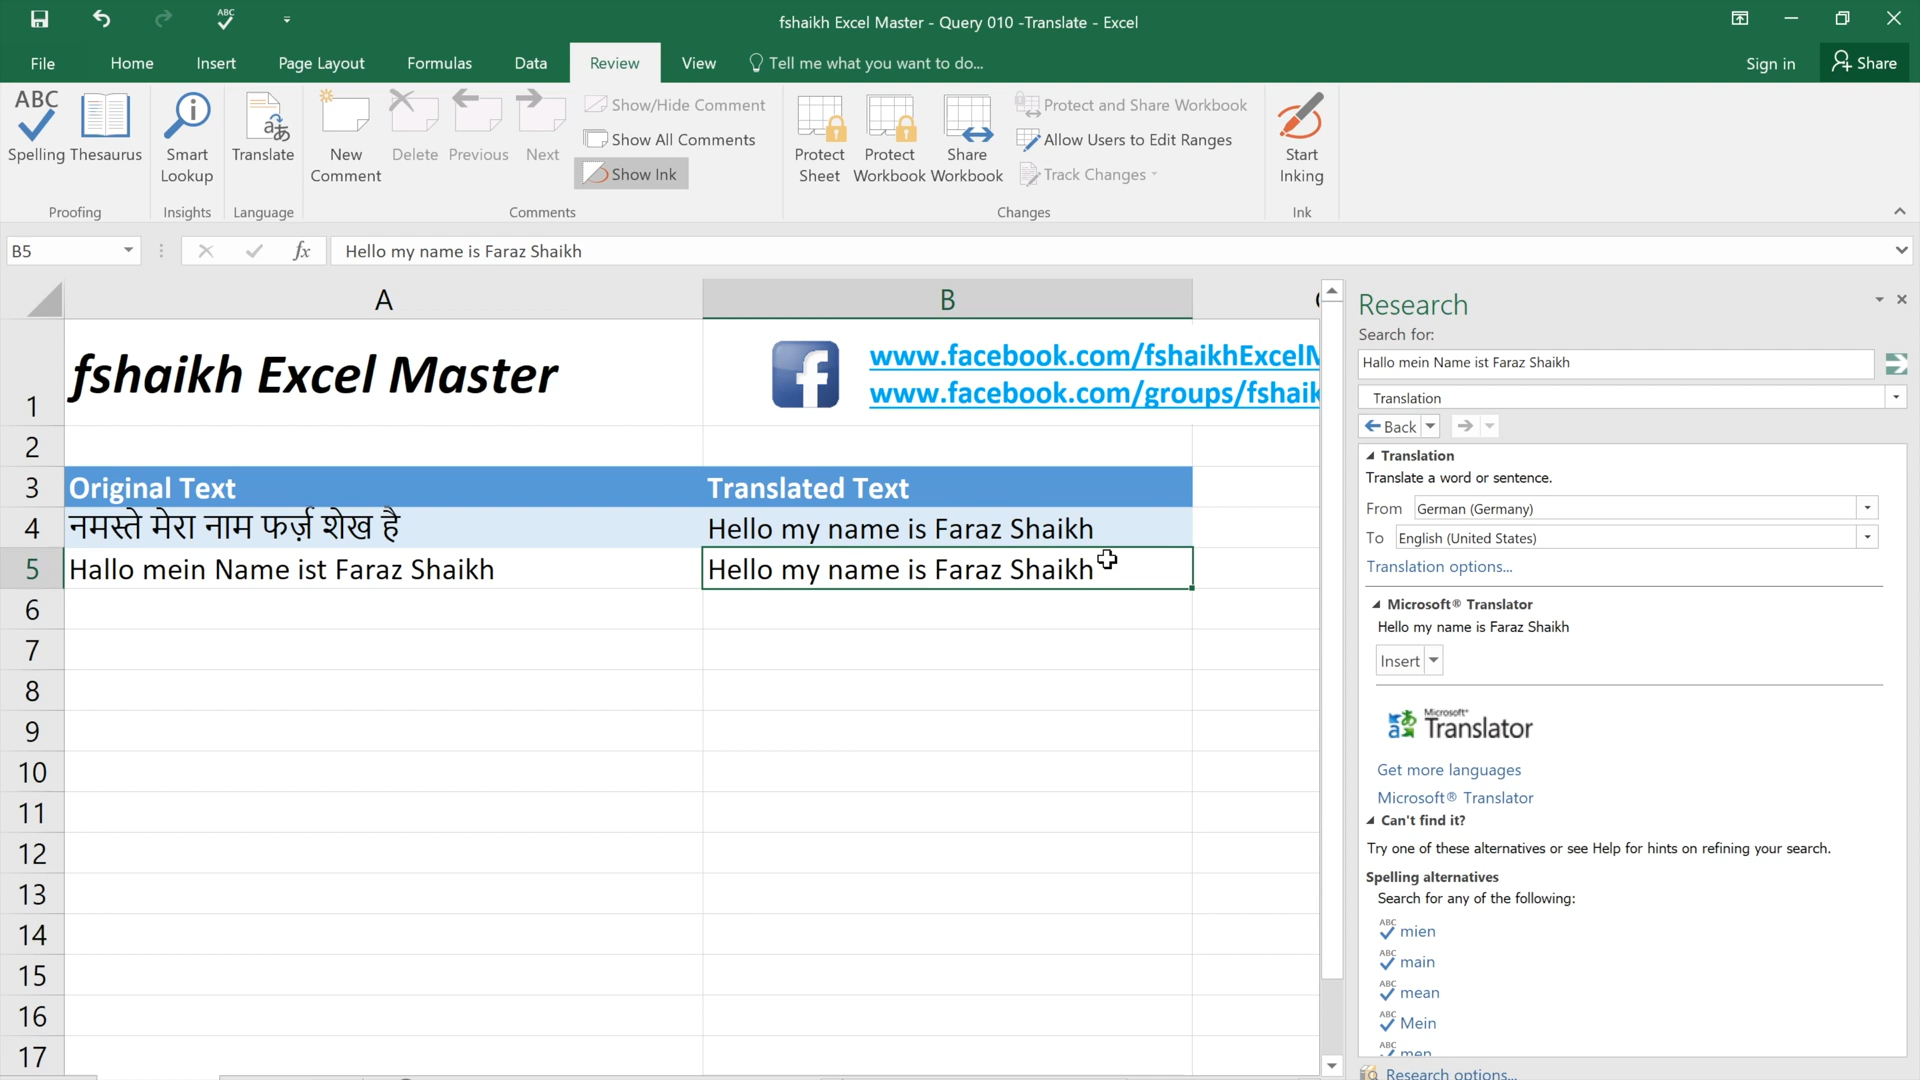 fshaikh Excel Master - Query 010 -Translate - Excel
File
Home
Insert
Page Layout
Formulas
Data
Review
View
Tell me what you want to do...
Sign in
Share
ABC
Spelling
Thesaurus
Smart Lookup
Translate
New Comment
Delete
Previous
Next
Show/Hide Comment
Show All Comments
Show Ink
Protect Sheet
Protect Workbook
Share Workbook
Protect and Share Workbook
Allow Users to Edit Ranges
Track Changes
Start Inking
Proofing
Insights
Language
Comments
Changes
Ink
B5
fx
Hello my name is Faraz Shaikh
A
B
1
fshaikh Excel Master
www.facebook.com/fshaikhExcel
www.facebook.com/groups/fshaik
2
3
Original Text
Translated Text
4
नमस्ते मेरा नाम फर्ज़ शेख है
Hello my name is Faraz Shaikh
5
Hallo mein Name ist Faraz Shaikh
Hello my name is Faraz Shaikh
6
7
8
9
10
11
12
13
14
15
16
17
Research
Search for:
Hallo mein Name ist Faraz Shaikh
Translation
Back
Translation
Translate a word or sentence.
From German (Germany)
To English (United States)
Translation options...
Microsoft® Translator
Hello my name is Faraz Shaikh
Insert
Microsoft®
Translator
Get more languages
Microsoft® Translator
Can't find it?
Try one of these alternatives or see Help for hints on refining your search.
Spelling alternatives
Search for any of the following:
ABC
mien
ABC
main
ABC
mean
ABC
Mein
ABC
men
Research options...